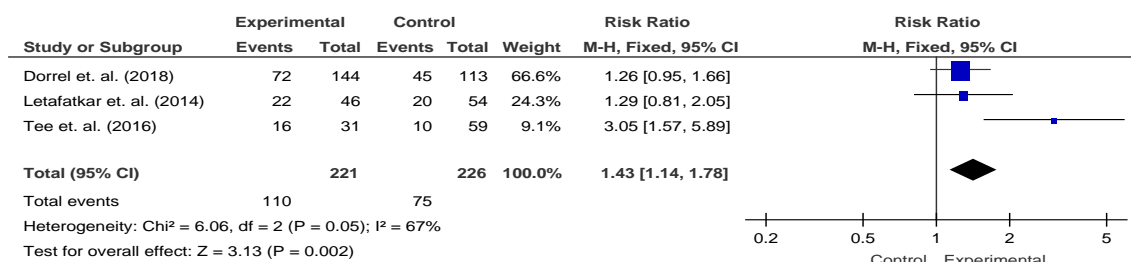 Experimental Control Risk Ratio Risk Ratio
Study or Subgroup Events Total Events Total Weight M-H, Fixed, 95% CI M-H, Fixed, 95% CI
Dorrel et. al. (2018) 72 144 45 113 66.6% 1.26 [0.95, 1.66]
Letafatkar et. al. (2014) 22 46 20 54 24.3% 1.29 [0.81, 2.05]
Tee et. al. (2016) 16 31 10 59 9.1% 3.05 [1.57, 5.89]
Total (95% CI) 221 226 100.0% 1.43 [1.14, 1.78]
Total events 110 75
Heterogeneity: Chi² = 6.06, df = 2 (P = 0.05); I² = 67%
Test for overall effect: Z = 3.13 (P = 0.002)
0.2 0.5 1 2 5
Control Experimental